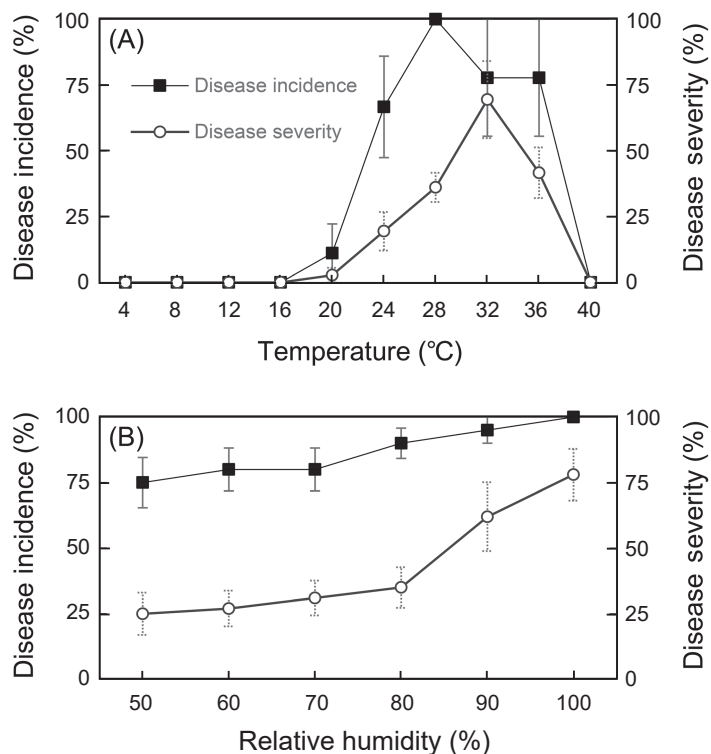 (A)
Disease incidence
Disease severity
Disease incidence (%)
100
75
50
25
0
Disease severity (%)
100
75
50
25
0
4 8 12 16 20 24 28 32 36 40
Temperature (℃)
(B)
Disease incidence (%)
100
75
50
25
0
Disease severity (%)
100
75
50
25
0
50 60 70 80 90 100
Relative humidity (%)